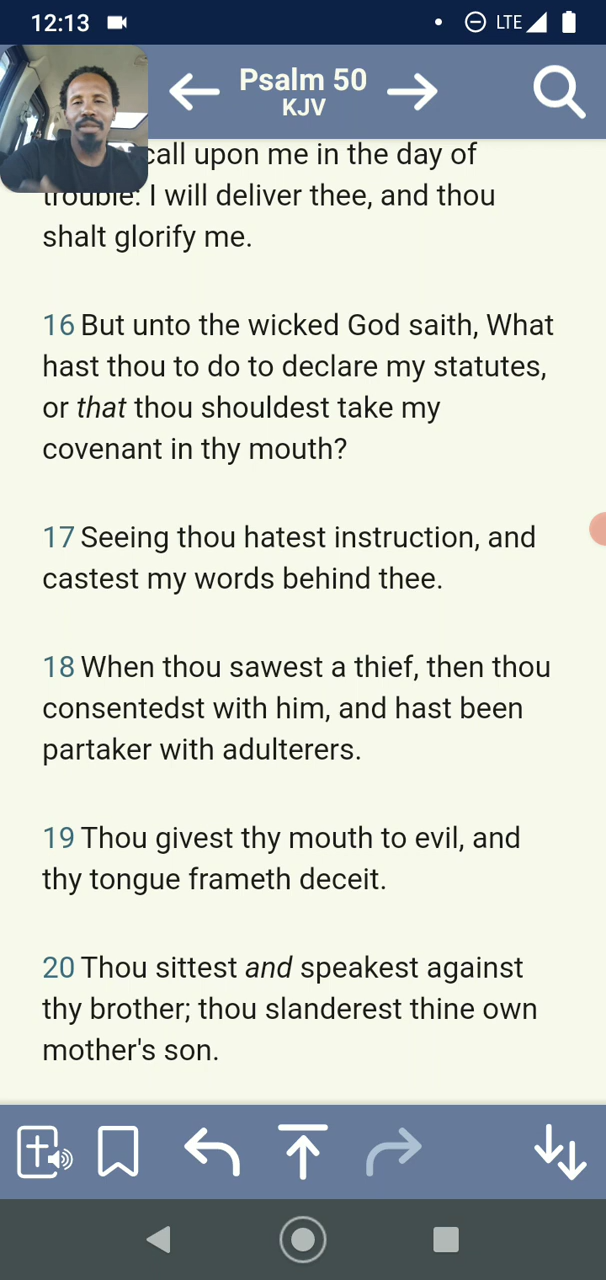 12:13
LTE
Psalm 50
KJV
call upon me in the day of
trouble: I will deliver thee, and thou
shalt glorify me.
16 But unto the wicked God saith, What
hast thou to do to declare my statutes,
or that thou shouldest take my
covenant in thy mouth?
17 Seeing thou hatest instruction, and
castest my words behind thee.
18 When thou sawest a thief, then thou
consentedst with him, and hast been
partaker with adulterers.
19 Thou givest thy mouth to evil, and
thy tongue frameth deceit.
20 Thou sittest and speakest against
thy brother; thou slanderest thine own
mother's son.